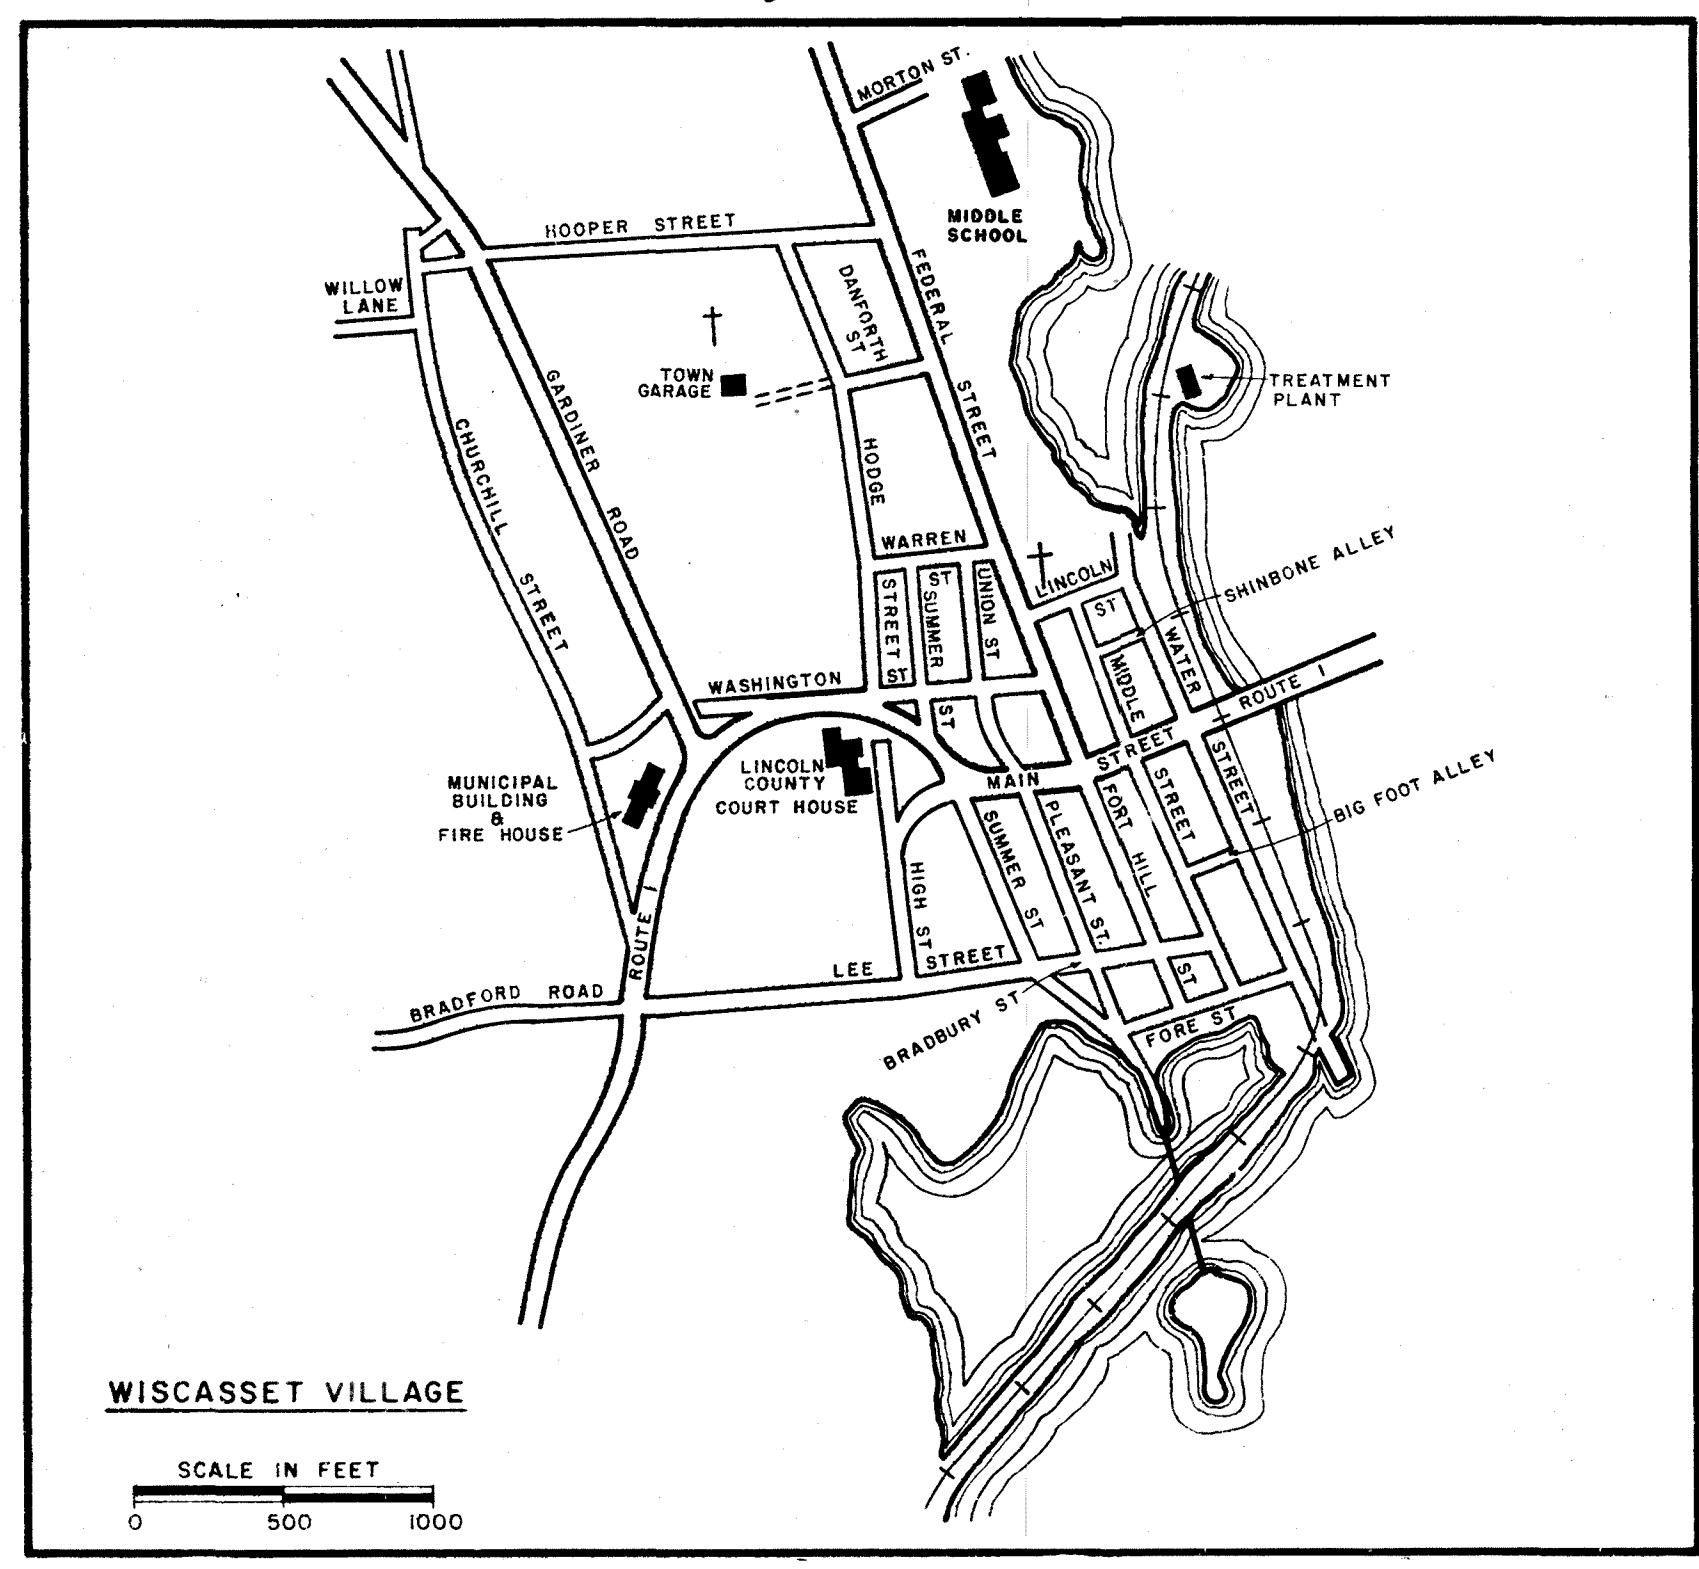 MORTON ST.
MIDDLE
SCHOOL
HOOPER STREET
WILLOW
LANE
DANFORTH
ST
FEDERAL
STREET
TOWN
GARAGE
TREATMENT
PLANT
GARDINER ROAD
CHURCHILL STREET
HODGE
STREET
WARREN
ST
SUMMER
ST
UNION ST
LINCOLN
ST
SHINBONE ALLEY
WASHINGTON
ST
MIDDLE
STREET
WATER
STREET
ROUTE 1
MAIN STREET
LINCOLN
COUNTY
COURT HOUSE
MUNICIPAL
BUILDING
&
FIRE HOUSE
BIG FOOT ALLEY
SUMMER ST
PLEASANT ST.
FORT HILL
ST
HIGH ST
ROUTE 1
LEE STREET
BRADFORD ROAD
BRADBURY ST
FORE ST
WISCASSET VILLAGE
SCALE IN FEET
0 500 1000